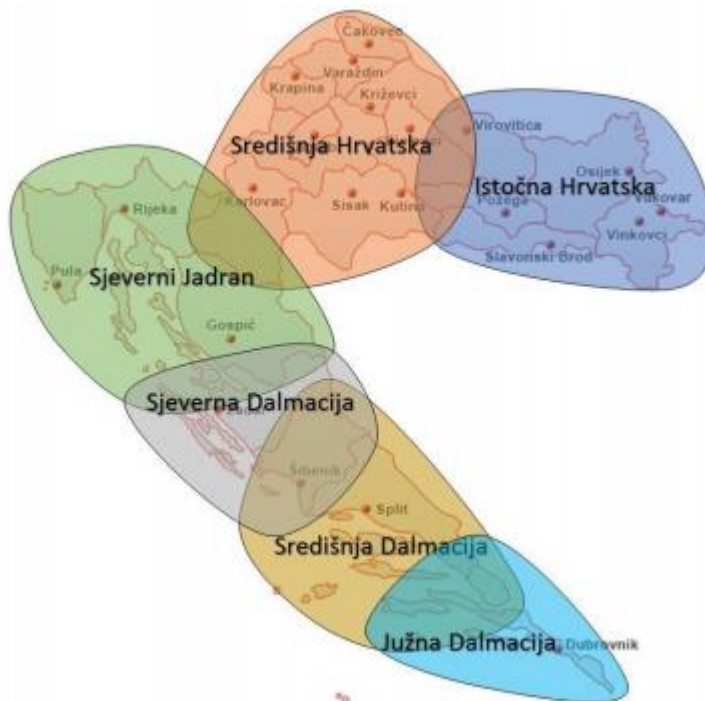 Čakovec
Varaždin
Krapina
Križevci
Virovitica
Središnja Hrvatska
Osijek
Istočna Hrvatska
Karlovac
Sisak
Kutina
Požega
Vukovar
Rijeka
Vinkovci
Slavonski Brod
Sjeverni Jadran
Pula
Gospić
Sjeverna Dalmacija
Šibenik
Split
Središnja Dalmacija
Južna Dalmacija
Dubrovnik